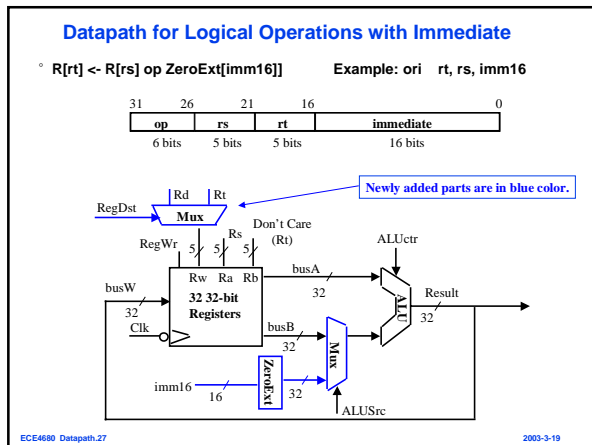 Datapath for Logical Operations with Immediate
° R[rt] <- R[rs] op ZeroExt[imm16]] Example: ori rt, rs, imm16
31 26 21 16 0
op rs rt immediate
6 bits 5 bits 5 bits 16 bits
Newly added parts are in blue color.
Rd Rt
RegDst
Mux
Don't Care
(Rt)
Rs
RegWr
ALUctr
5 5 5
busA
Rw Ra Rb
busW
32
32 32-bit
Registers
32
ALU
Result
32
Clk
busB
32
Mux
ZeroExt
imm16
16
32
ALUSrc
ECE4680 Datapath.27
2003-3-19